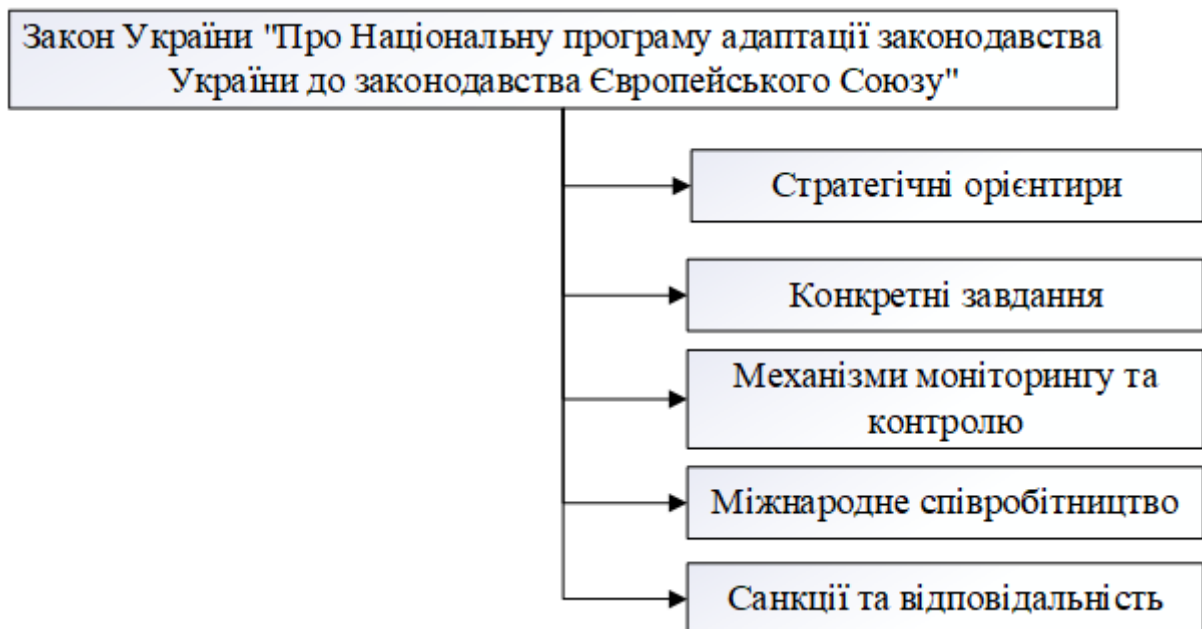 Закон України "Про Національну програму адаптації законодавства
України до законодавства Європейського Союзу"
Стратегічні орієнтири
Конкретні завдання
Механізми моніторингу та
контролю
Міжнародне співробітництво
Санкції та відповідальність